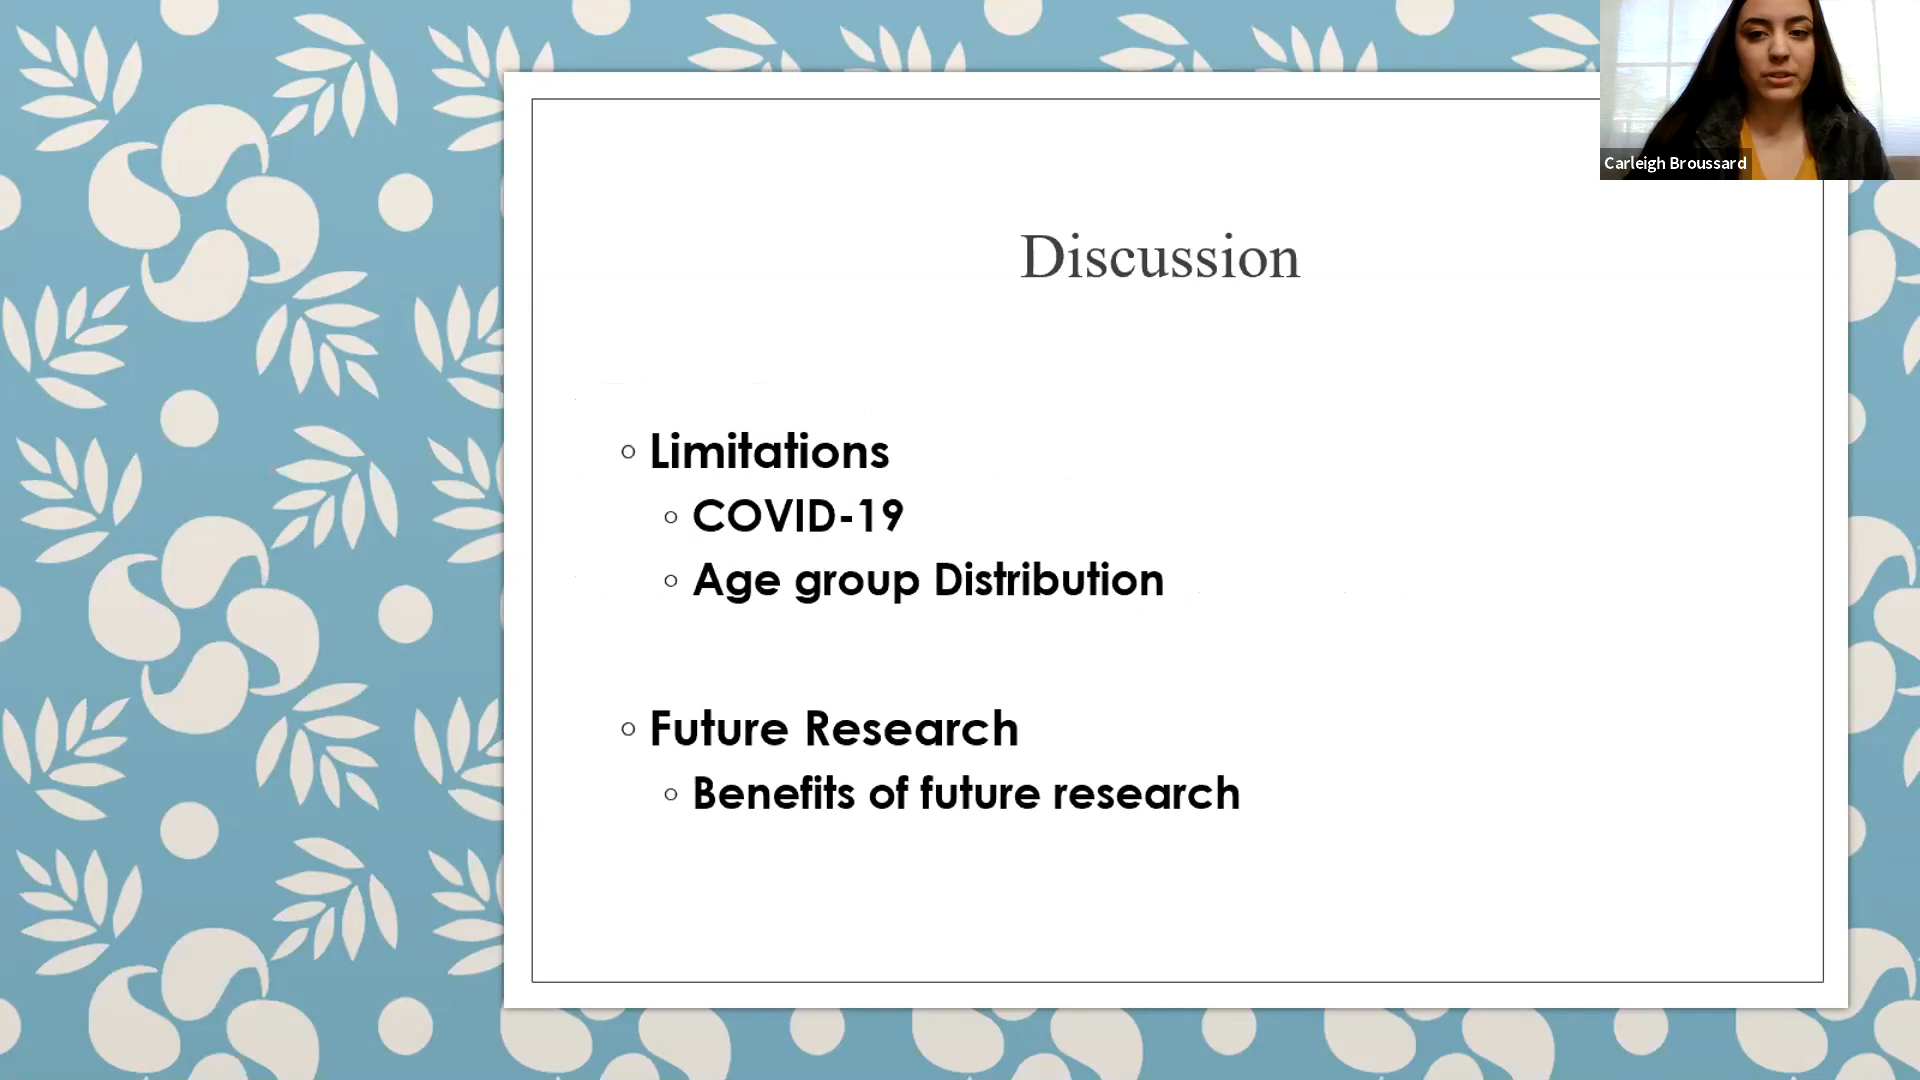 Carleigh Broussard
Discussion
Limitations
COVID-19
Age group Distribution
Future Research
Benefits of future research